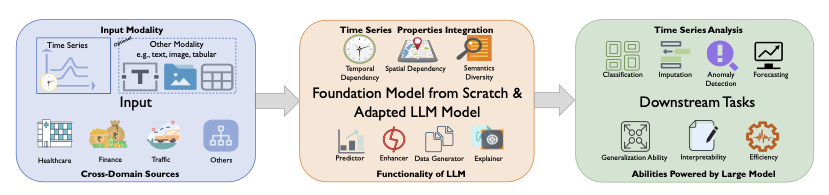 Input Modality
Time Series
Optional
Other Modality
e.g., text, image, tabular
T
Input
Healthcare
Finance
Traffic
Others
Cross-Domain Sources
Time Series Properties Integration
Temporal
Dependency
Spatial Dependency
Semantics
Diversity
Foundation Model from Scratch &
Adapted LLM Model
Predictor
Enhancer
Data Generator
Explainer
Functionality of LLM
Time Series Analysis
Classification
Imputation
Anomaly
Detection
Forecasting
Downstream Tasks
Generalization Ability
Interpretability
Efficiency
Abilities Powered by Large Model